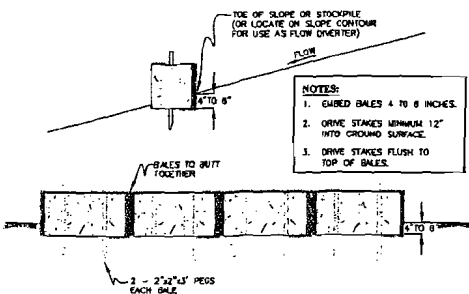 TOE OF SLOPE OR STOCKPILE
(OR LOCATE ON SLOPE CONTOUR
FOR USE AS FLOW DIVERTER)
FLOW
4" TO 6"
NOTES:
1. EMBED BALES 4 TO 6 INCHES.
2. DRIVE STAKES MINIMUM 12"
INTO GROUND SURFACE.
3. DRIVE STAKES FLUSH TO
TOP OF BALES.
BALES TO BUTT
TOGETHER
4" TO 6"
2 - 2"x2"x3' PEGS
EACH BALE